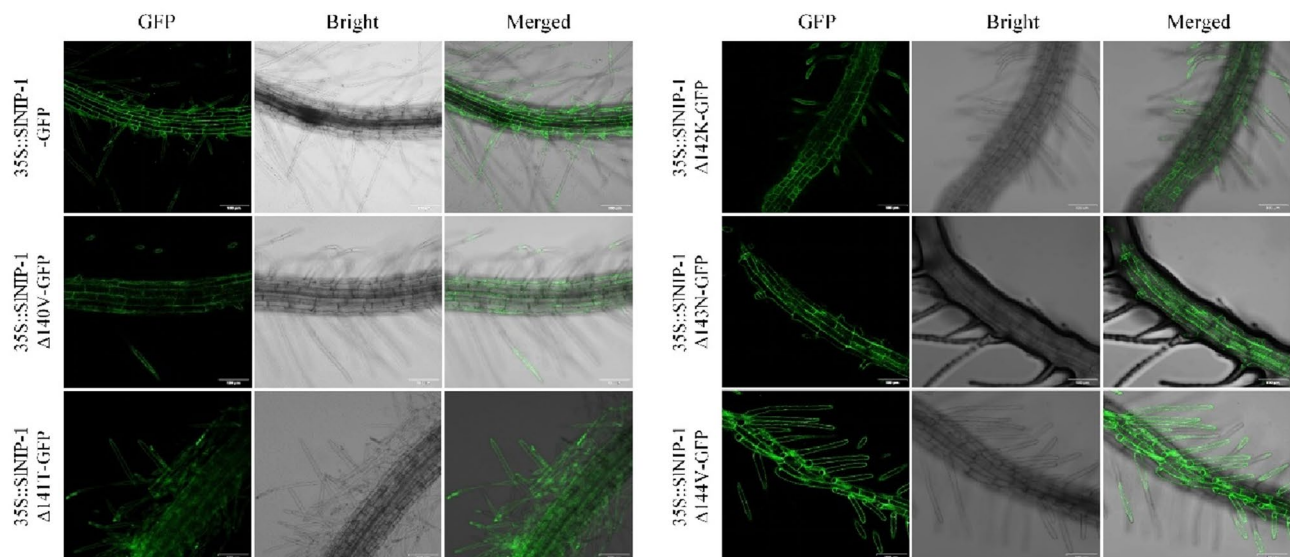 GFP Bright Merged
35S::SlNIP-1
-GFP
35S::SlNIP-1
Δ140V-GFP
35S::SlNIP-1
Δ141T-GFP
GFP Bright Merged
35S::SlNIP-1
Δ142K-GFP
35S::SlNIP-1
Δ143N-GFP
35S::SlNIP-1
Δ144V-GFP